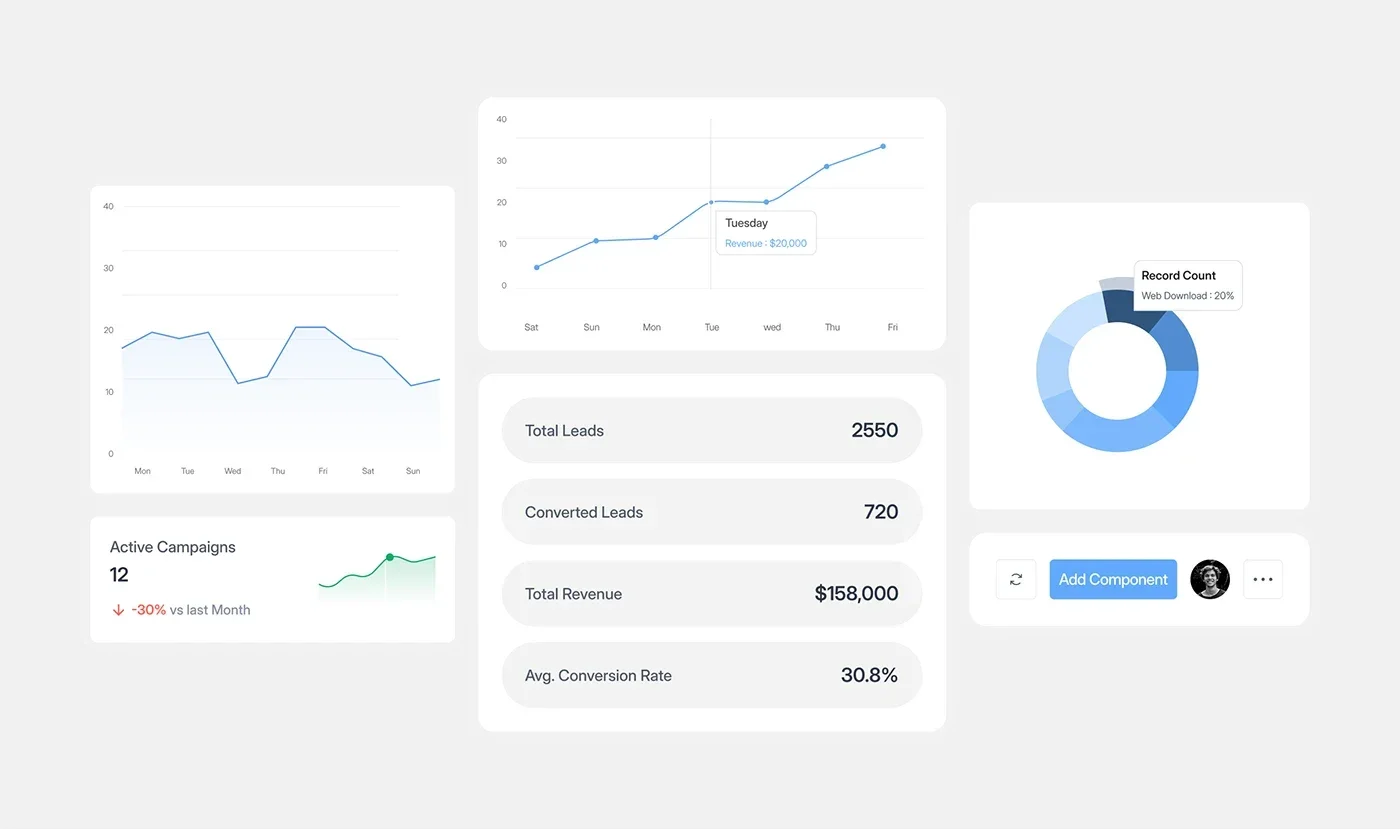 40
30
20
10
0
Mon Tue Wed Thu Fri Sat Sun
Active Campaigns
12
-30% vs last Month
40
30
20
10
0
Tuesday
Revenue : $20,000
Sat Sun Mon Tue wed Thu Fri
Total Leads 2550
Converted Leads 720
Total Revenue $158,000
Avg. Conversion Rate 30.8%
Record Count
Web Download : 20%
Add Component